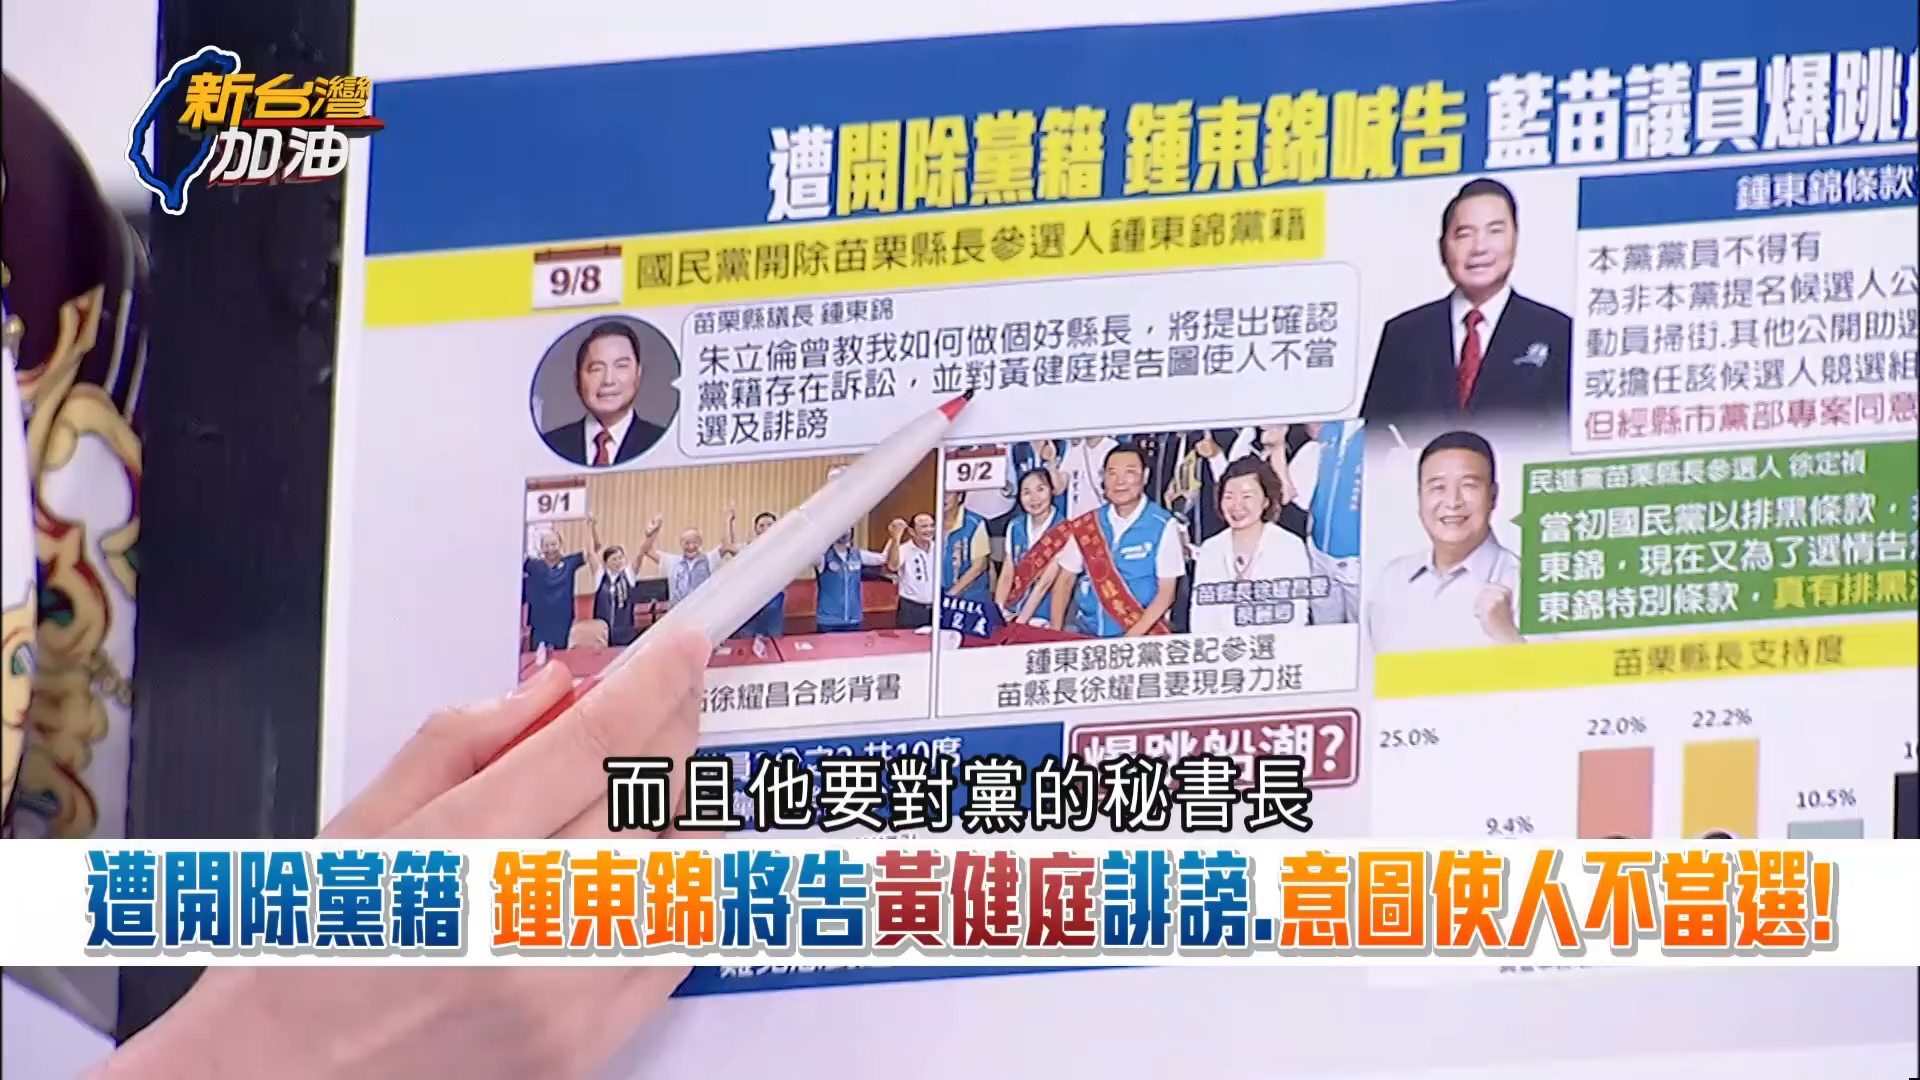 新台灣
加油
遭開除黨籍 鍾東錦喊告 藍苗議員爆跳
9/8
國民黨開除苗栗縣長參選人鍾東錦黨籍
苗栗縣議長 鍾東錦
朱立倫曾教我如何做個好縣長，將提出確認
黨籍存在訴訟，並對黃健庭提告圖使人不當
選及誹謗
9/1
徐耀昌合影背書
9/2
苗縣長徐耀昌妻
鍾東錦脫黨登記參選
苗縣長徐耀昌妻現身力挺
爆跳船潮?
鍾東錦條款
本黨黨員不得有
為非本黨提名候選人公
動員掃街.其他公開助選
或擔任該候選人競選組
但經縣市黨部專案同意
民進黨苗栗縣長參選人 徐定禎
當初國民黨以排黑條款，
東錦，現在又為了選情告急
東錦特別條款，真有排黑
苗栗縣長支持度
25.0%
22.0%
22.2%
9.4%
10.5%
而且他要對黨的秘書長
遭開除黨籍 鍾東錦將告黃健庭誹謗.意圖使人不當選!